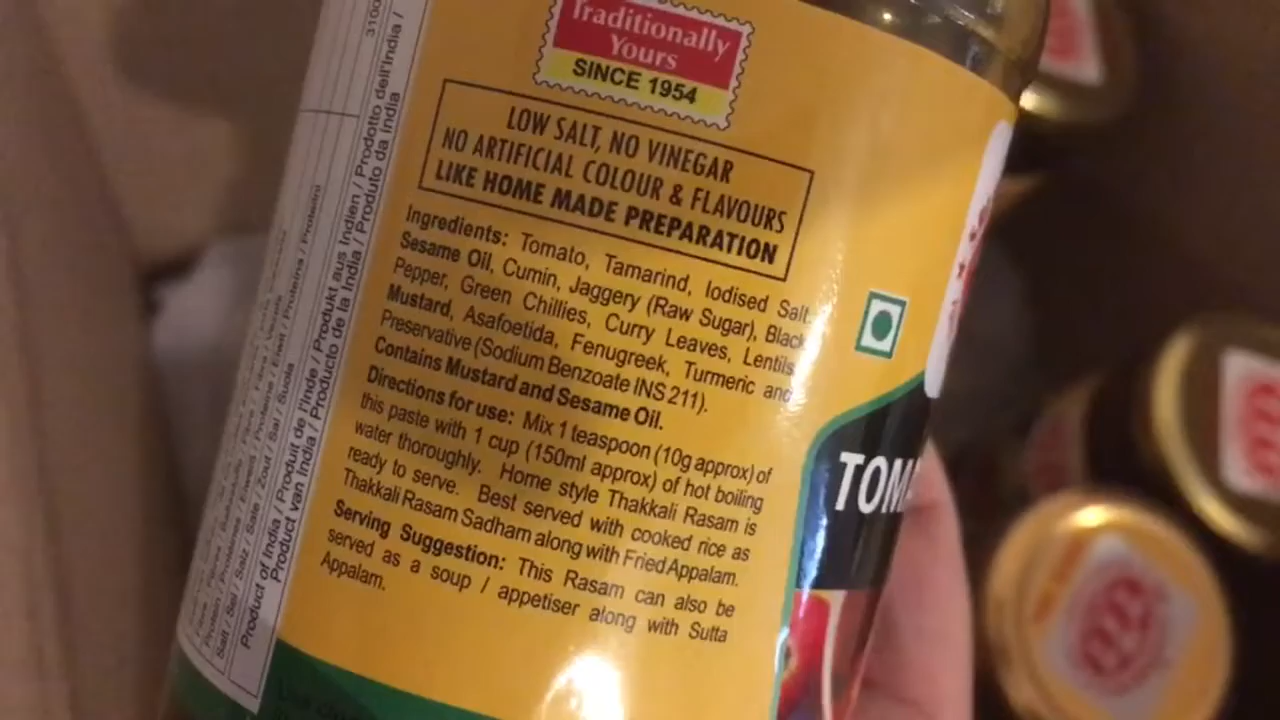 Traditionally
Yours
SINCE 1954
LOW SALT, NO VINEGAR
NO ARTIFICIAL COLOUR & FLAVOURS
LIKE HOME MADE PREPARATION
Ingredients: Tomato, Tamarind, Iodised Salt,
Sesame Oil, Cumin, Jaggery (Raw Sugar), Black
Pepper, Green Chillies, Curry Leaves, Lentils,
Mustard, Asafoetida, Fenugreek, Turmeric and
Preservative (Sodium Benzoate INS 211).
Contains Mustard and Sesame Oil.
Directions for use: Mix 1 teaspoon (10g approx) of
this paste with 1 cup (150ml approx) of hot boiling
water thoroughly. Home style Thakkali Rasam is
ready to serve. Best served with cooked rice as
Thakkali Rasam Sadham along with Fried Appalam.
Serving Suggestion: This Rasam can also be
served as a soup / appetiser along with Sutta
Appalam.
TOM
3100
Salt / Sal / Salz / Sale / Zout / Sal / Suola
Product of India / Produit de l'Inde / Produkt aus Indien / Prodotto dell'India /
Product van India / Producto de la India / Produto da India